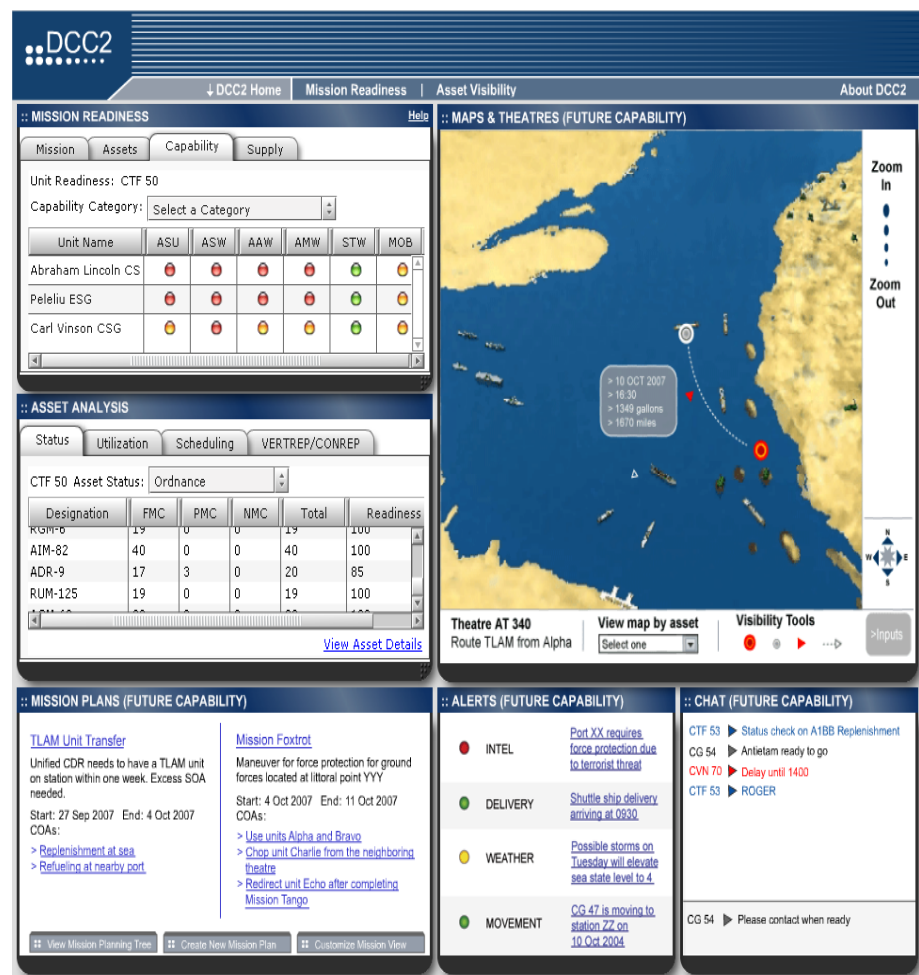 DCC2
↓ DCC2 Home
Mission Readiness | Asset Visibility
About DCC2
:: MISSION READINESS
Help
Mission Assets Capability Supply
Unit Readiness: CTF 50
Capability Category: Select a Category
Unit Name ASU ASW AAW AMW STW MOB
Abraham Lincoln CS
Peleliu ESG
Carl Vinson CSG
:: ASSET ANALYSIS
Status Utilization Scheduling VERTREP/CONREP
CTF 50 Asset Status: Ordnance
Designation FMC PMC NMC Total Readiness
RGM-6 19 0 0 19 100
AIM-82 40 0 0 40 100
ADR-9 17 3 0 20 85
RUM-125 19 0 0 19 100
View Asset Details
:: MAPS & THEATRES (FUTURE CAPABILITY)
Zoom
In
Zoom
Out
> 10 OCT 2007
> 16:30
> 1349 gallons
> 1670 miles
N
W E
S
Theatre AT 340
Route TLAM from Alpha
View map by asset
Select one
Visibility Tools
>Inputs
:: MISSION PLANS (FUTURE CAPABILITY)
TLAM Unit Transfer
Unified CDR needs to have a TLAM unit
on station within one week. Excess SOA
needed.
Start: 27 Sep 2007 End: 4 Oct 2007
COAs:
> Replenishment at sea
> Refueling at nearby port
Mission Foxtrot
Maneuver for force protection for ground
forces located at littoral point YYY
Start: 4 Oct 2007 End: 11 Oct 2007
COAs:
> Use units Alpha and Bravo
> Chop unit Charlie from the neighboring
theatre
> Redirect unit Echo after completing
Mission Tango
:: View Mission Planning Tree
:: Create New Mission Plan
:: Customize Mission View
:: ALERTS (FUTURE CAPABILITY)
INTEL
Port XX requires
force protection due
to terrorist threat
DELIVERY
Shuttle ship delivery
arriving at 0930
WEATHER
Possible storms on
Tuesday will elevate
sea state level to 4
MOVEMENT
CG 47 is moving to
station ZZ on
10 Oct 2004
:: CHAT (FUTURE CAPABILITY)
CTF 53 Status check on A1BB Replenishment
CG 54 Antietam ready to go
CVN 70 Delay until 1400
CTF 53 ROGER
CG 54 Please contact when ready